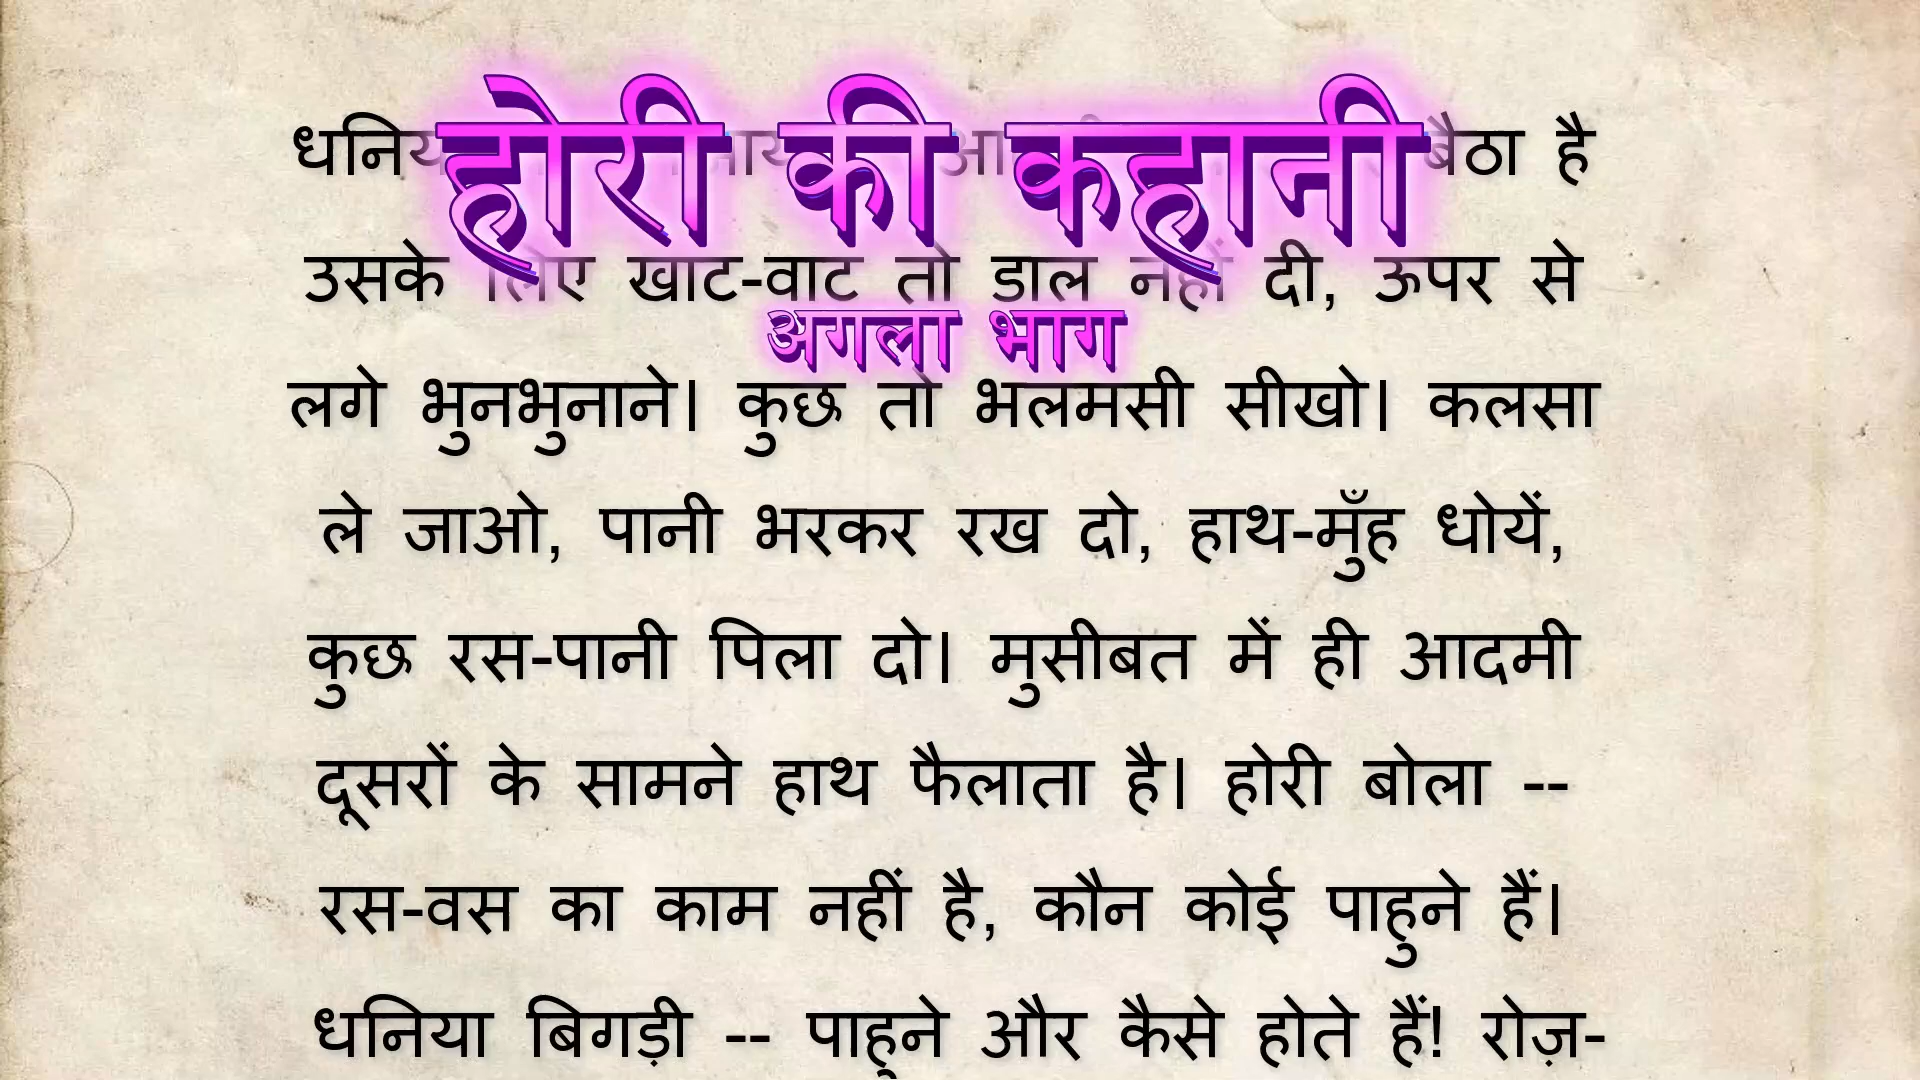 होरी की कहानी
बैठा है
उसके लिए खाट-वाट तो डाल नहीं दी, ऊपर से
अगला भाग
लगे भुनभुनाने। कुछ तो भलमसी सीखो। कलसा
ले जाओ, पानी भरकर रख दो, हाथ-मुँह धोयें,
कुछ रस-पानी पिला दो। मुसीबत में ही आदमी
दूसरों के सामने हाथ फैलाता है। होरी बोला --
रस-वस का काम नहीं है, कौन कोई पाहुने हैं।
धनिया बिगड़ी -- पाहुने और कैसे होते हैं! रोज़-